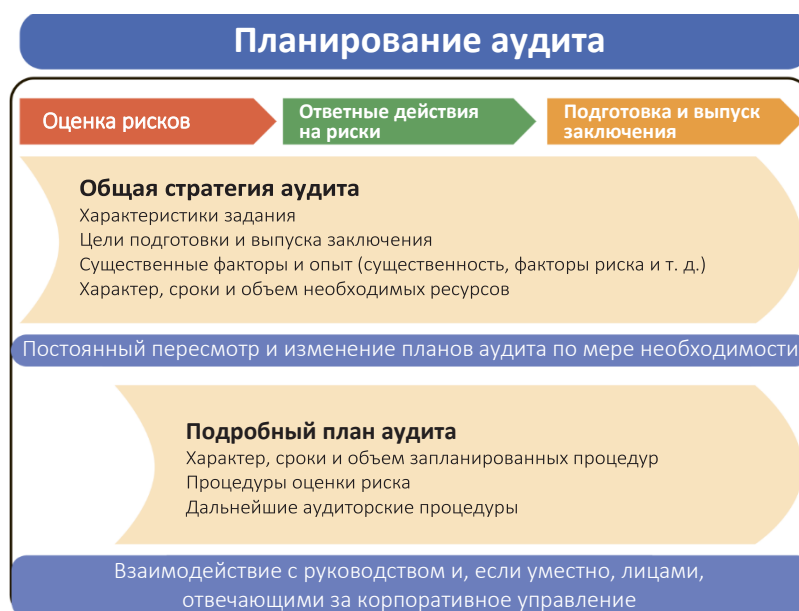 Планирование аудита
Оценка рисков
Ответные действия
на риски
Подготовка и выпуск
заключения
Общая стратегия аудита
Характеристики задания
Цели подготовки и выпуска заключения
Существенные факторы и опыт (существенность, факторы риска и т. д.)
Характер, сроки и объем необходимых ресурсов
Постоянный пересмотр и изменение планов аудита по мере необходимости
Подробный план аудита
Характер, сроки и объем запланированных процедур
Процедуры оценки риска
Дальнейшие аудиторские процедуры
Взаимодействие с руководством и, если уместно, лицами,
отвечающими за корпоративное управление